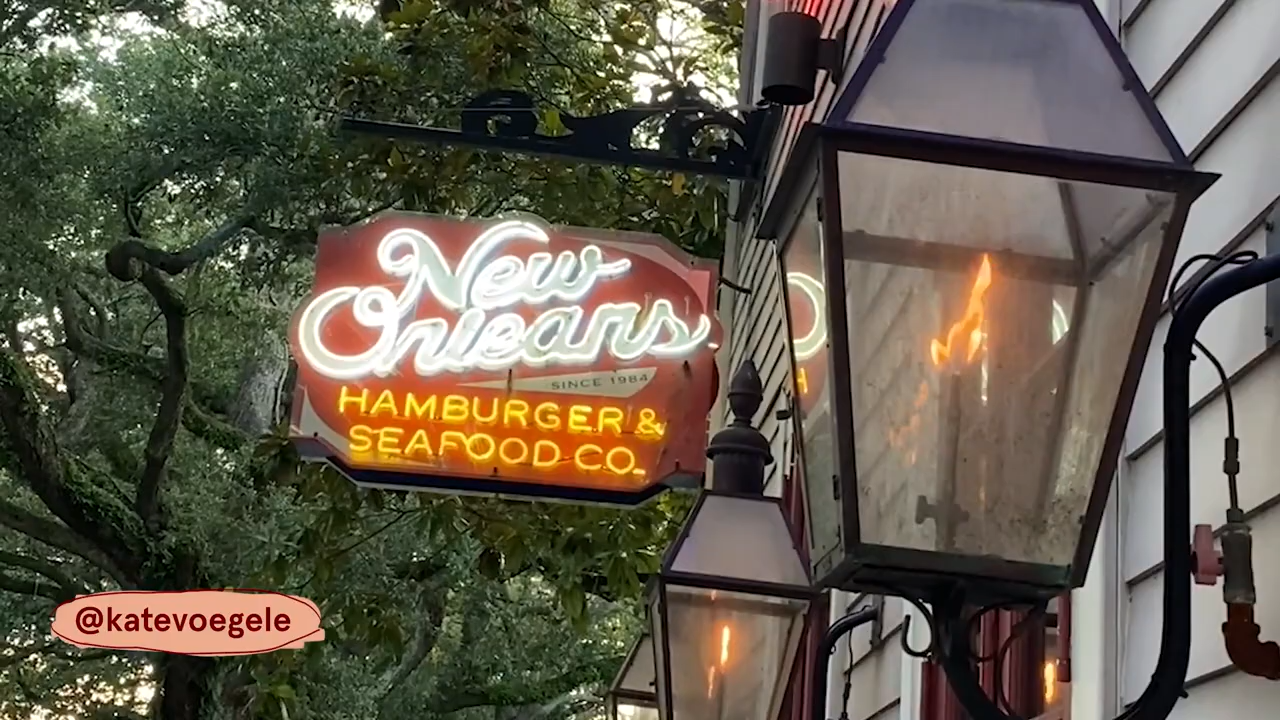 New
Orleans
SINCE 1984
HAMBURGER &
SEAFOOD CO.
@katevoegele